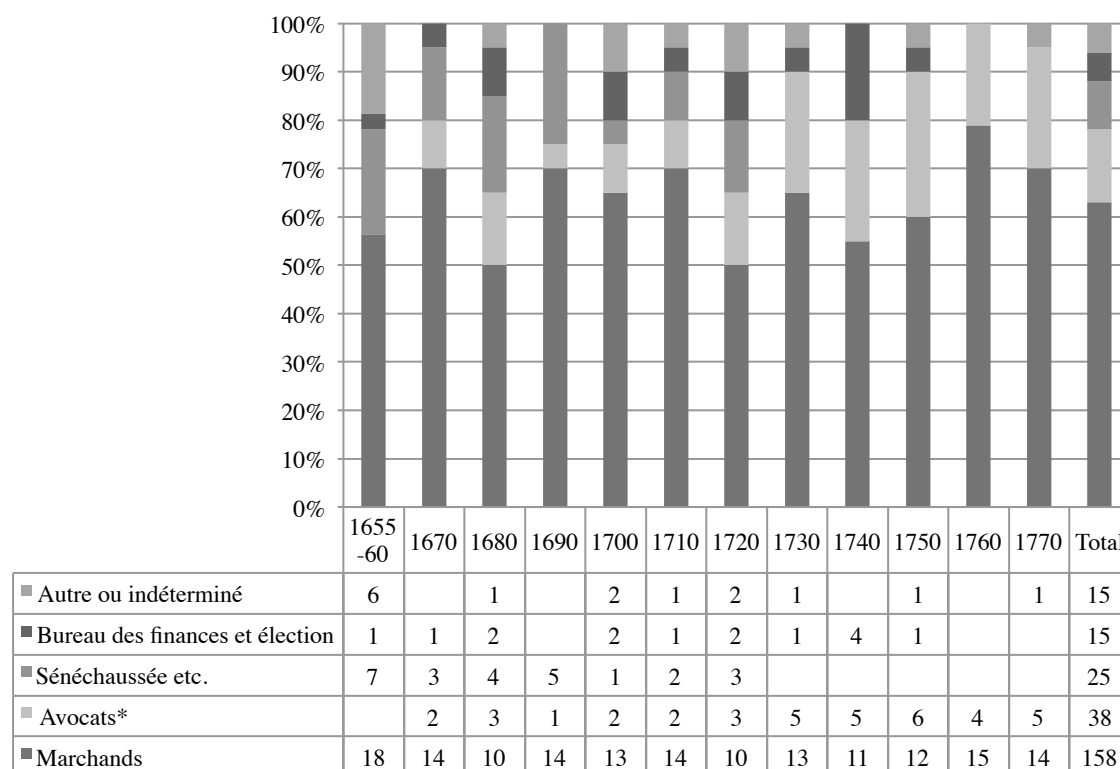 100%
90%
80%
70%
60%
50%
40%
30%
20%
10%
0%
1655-60 1670 1680 1690 1700 1710 1720 1730 1740 1750 1760 1770 Total
Autre ou indéterminé 6 1 2 1 2 1 1 1 15
Bureau des finances et élection 1 1 2 2 1 2 1 4 1 15
Sénéchaussée etc. 7 3 4 5 1 2 3 25
Avocats* 2 3 1 2 2 3 5 5 6 4 5 38
Marchands 18 14 10 14 13 14 10 13 11 12 15 14 158